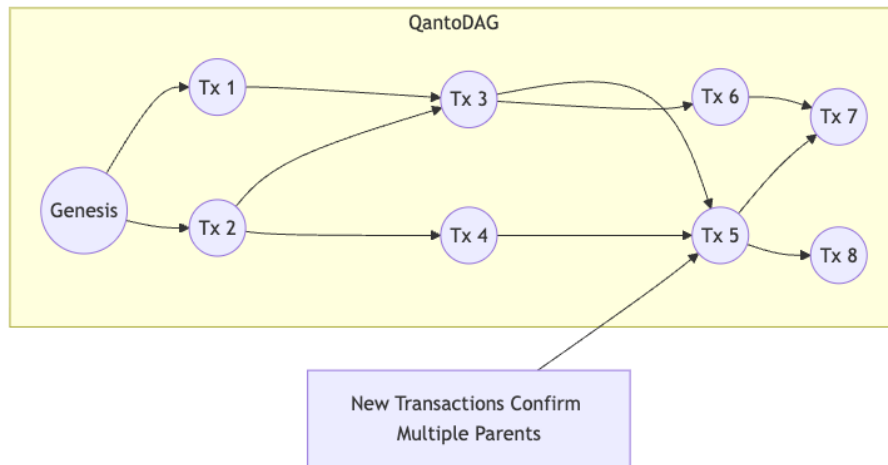 QantoDAG
Genesis
Tx 1
Tx 2
Tx 3
Tx 4
Tx 6
Tx 5
Tx 7
Tx 8
New Transactions Confirm
Multiple Parents